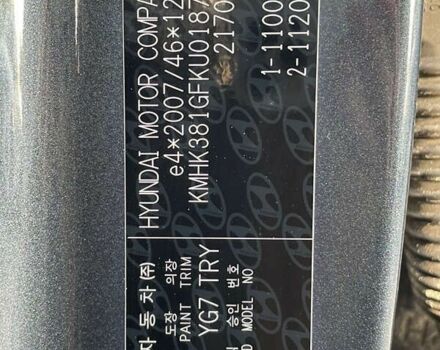 HYUNDAI MOTOR COMPA
e4*2007/46*12
KMHK381GFKU0187
2170
1-1100
2-1120
자동차(주)
도장 의장
PAINT TRIM
YG7 TRY
승인 번호
MODEL NO